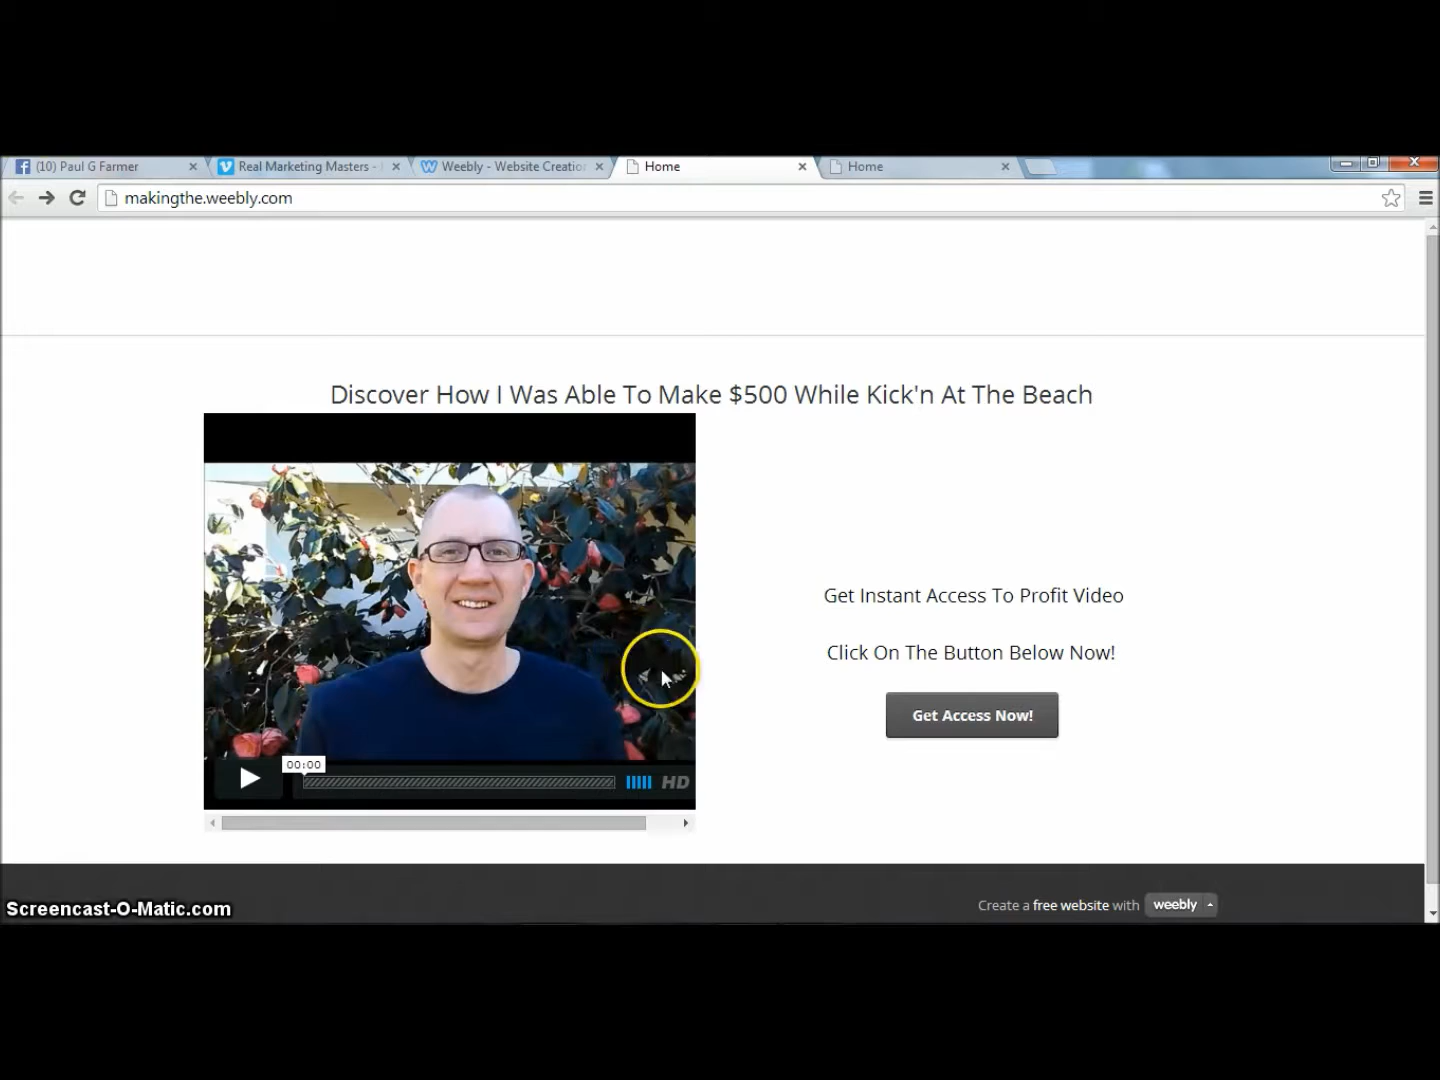 (10) Paul G Farmer
Real Marketing Masters -
Weebly - Website Creation
Home
Home
makingthe.weebly.com
Discover How I Was Able To Make $500 While Kick'n At The Beach
Get Instant Access To Profit Video
Click On The Button Below Now!
Get Access Now!
00:00
HD
Create a free website with weebly
Screencast-O-Matic.com